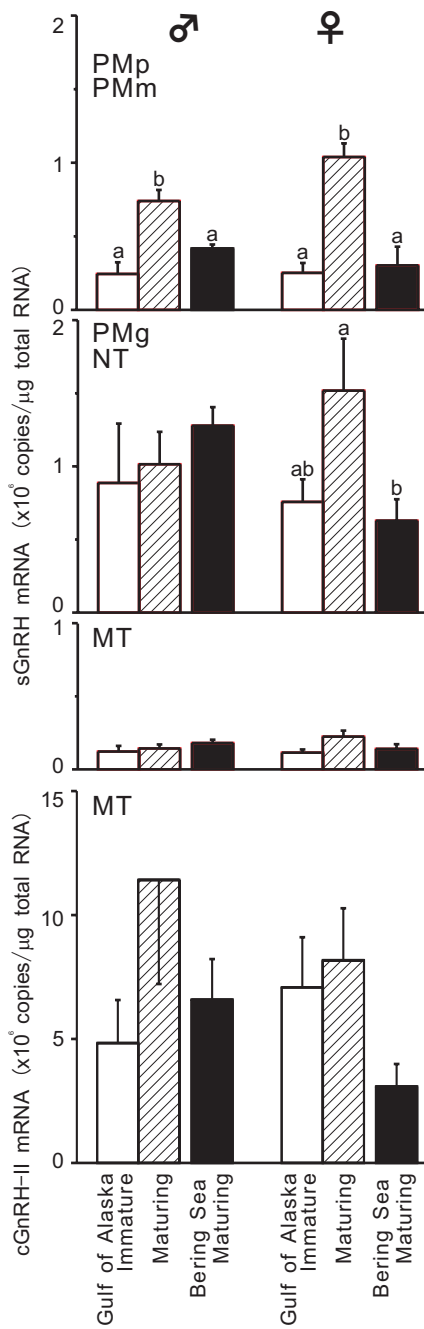 ♂ ♀
2
PMp
PMm
b
b
1
a
a
a
a
0
2
PMg
NT
a
1
ab
b
0
1
MT
0
sGnRH mRNA (x10⁶ copies/µg total RNA)
15
MT
10
5
0
cGnRH-II mRNA (x10⁶ copies/µg total RNA)
Gulf of Alaska
Immature
Maturing
Bering Sea
Maturing
Gulf of Alaska
Immature
Maturing
Bering Sea
Maturing